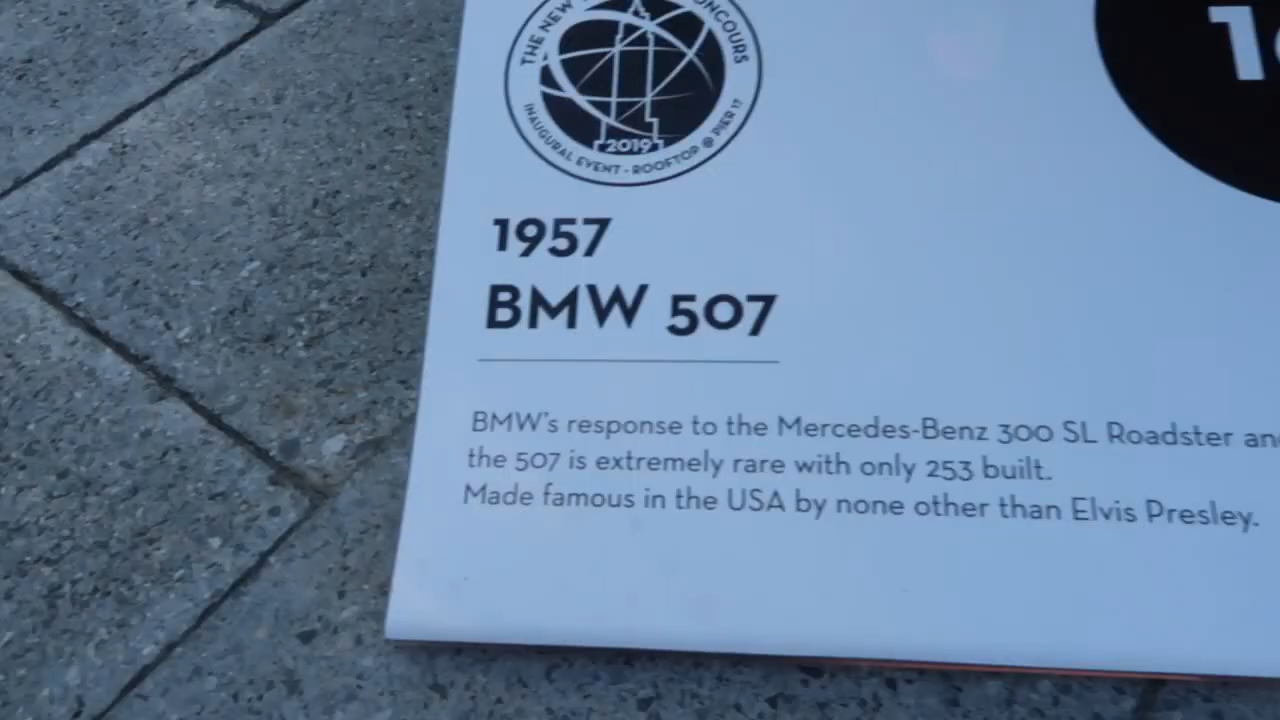 THE NEW
2019
INAUGURAL EVENT - ROOFTOP @ PIER 17
1957
BMW 507
BMW's response to the Mercedes-Benz 300 SL Roadster
the 507 is extremely rare with only 253 built.
Made famous in the USA by none other than Elvis Presley.